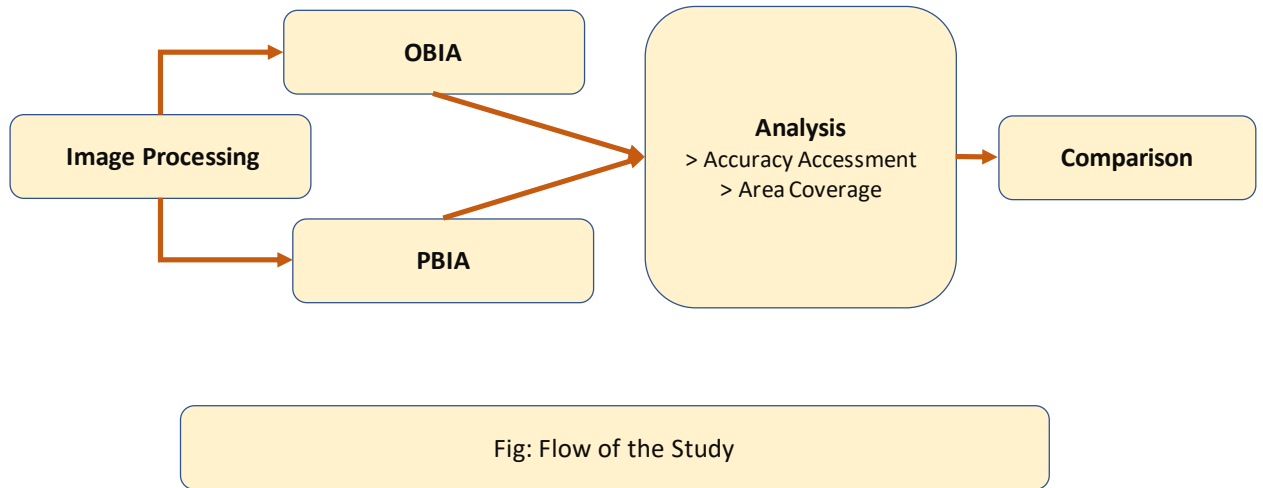 OBIA
Image Processing
PBIA
Analysis
> Accuracy Accessment
> Area Coverage
Comparison
Fig: Flow of the Study